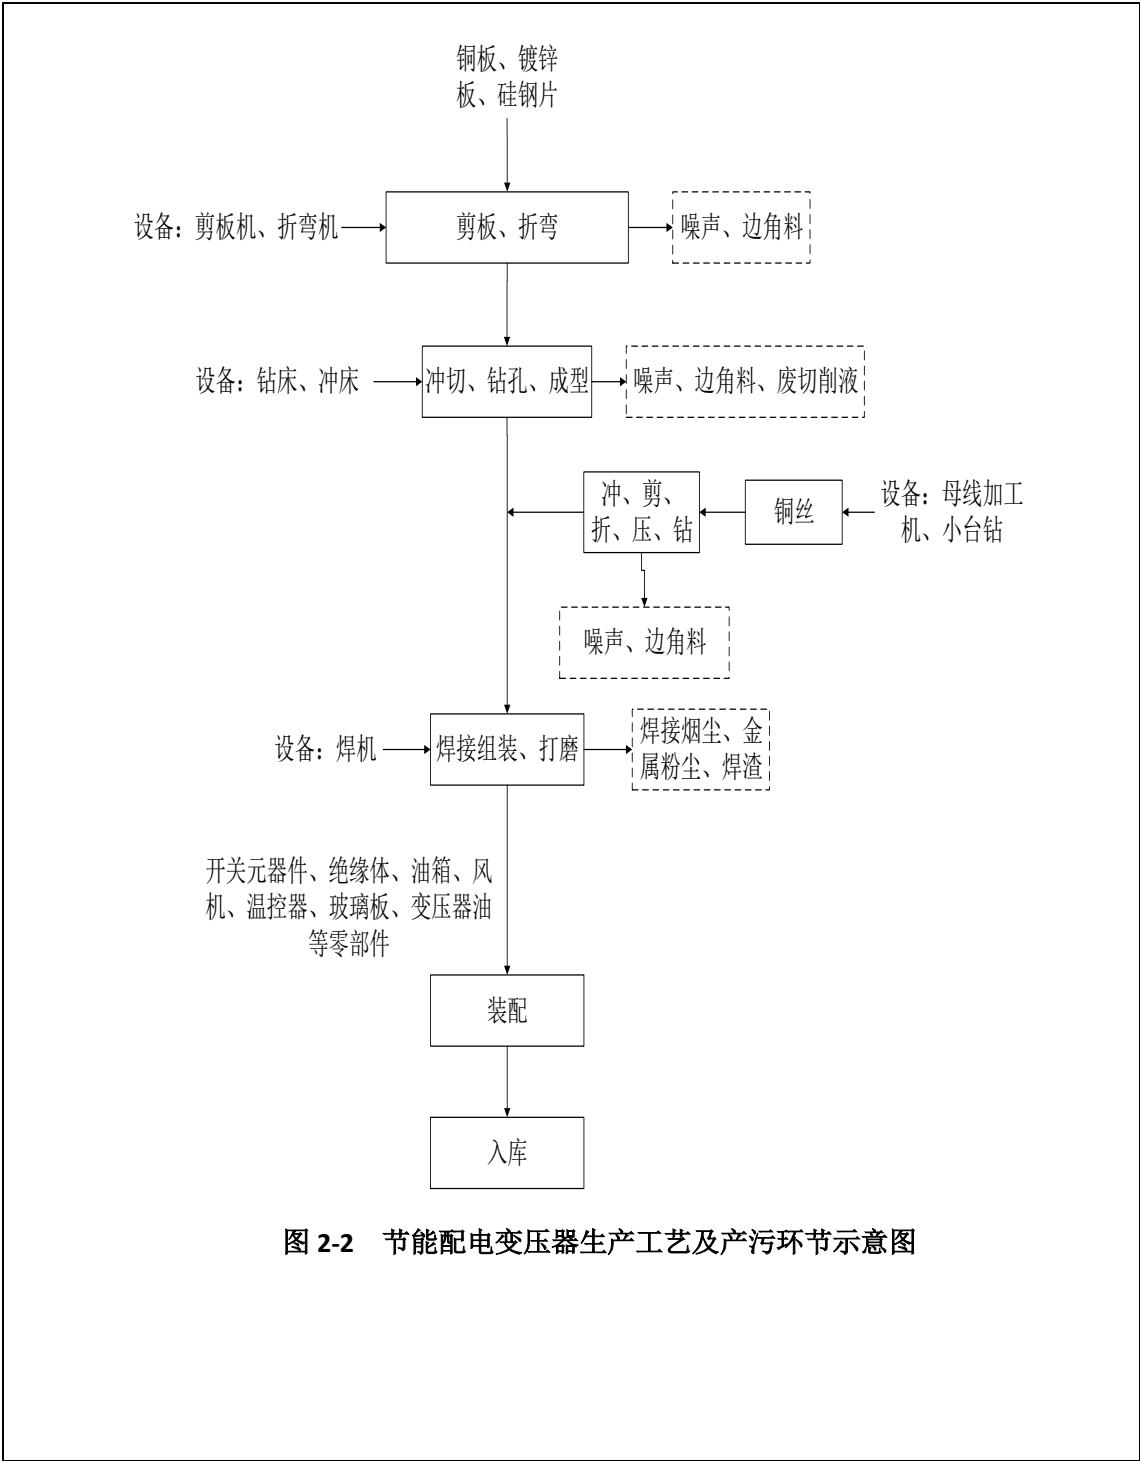 铜板、镀锌
板、硅钢片
设备：剪板机、折弯机
剪板、折弯
噪声、边角料
设备：钻床、冲床
冲切、钻孔、成型
噪声、边角料、废切削液
冲、剪、
折、压、钻
铜丝
设备：母线加工
机、小台钻
噪声、边角料
设备：焊机
焊接组装、打磨
焊接烟尘、金
属粉尘、焊渣
开关元器件、绝缘体、油箱、风
机、温控器、玻璃板、变压器油
等零部件
装配
入库
图 2-2 节能配电变压器生产工艺及产污环节示意图